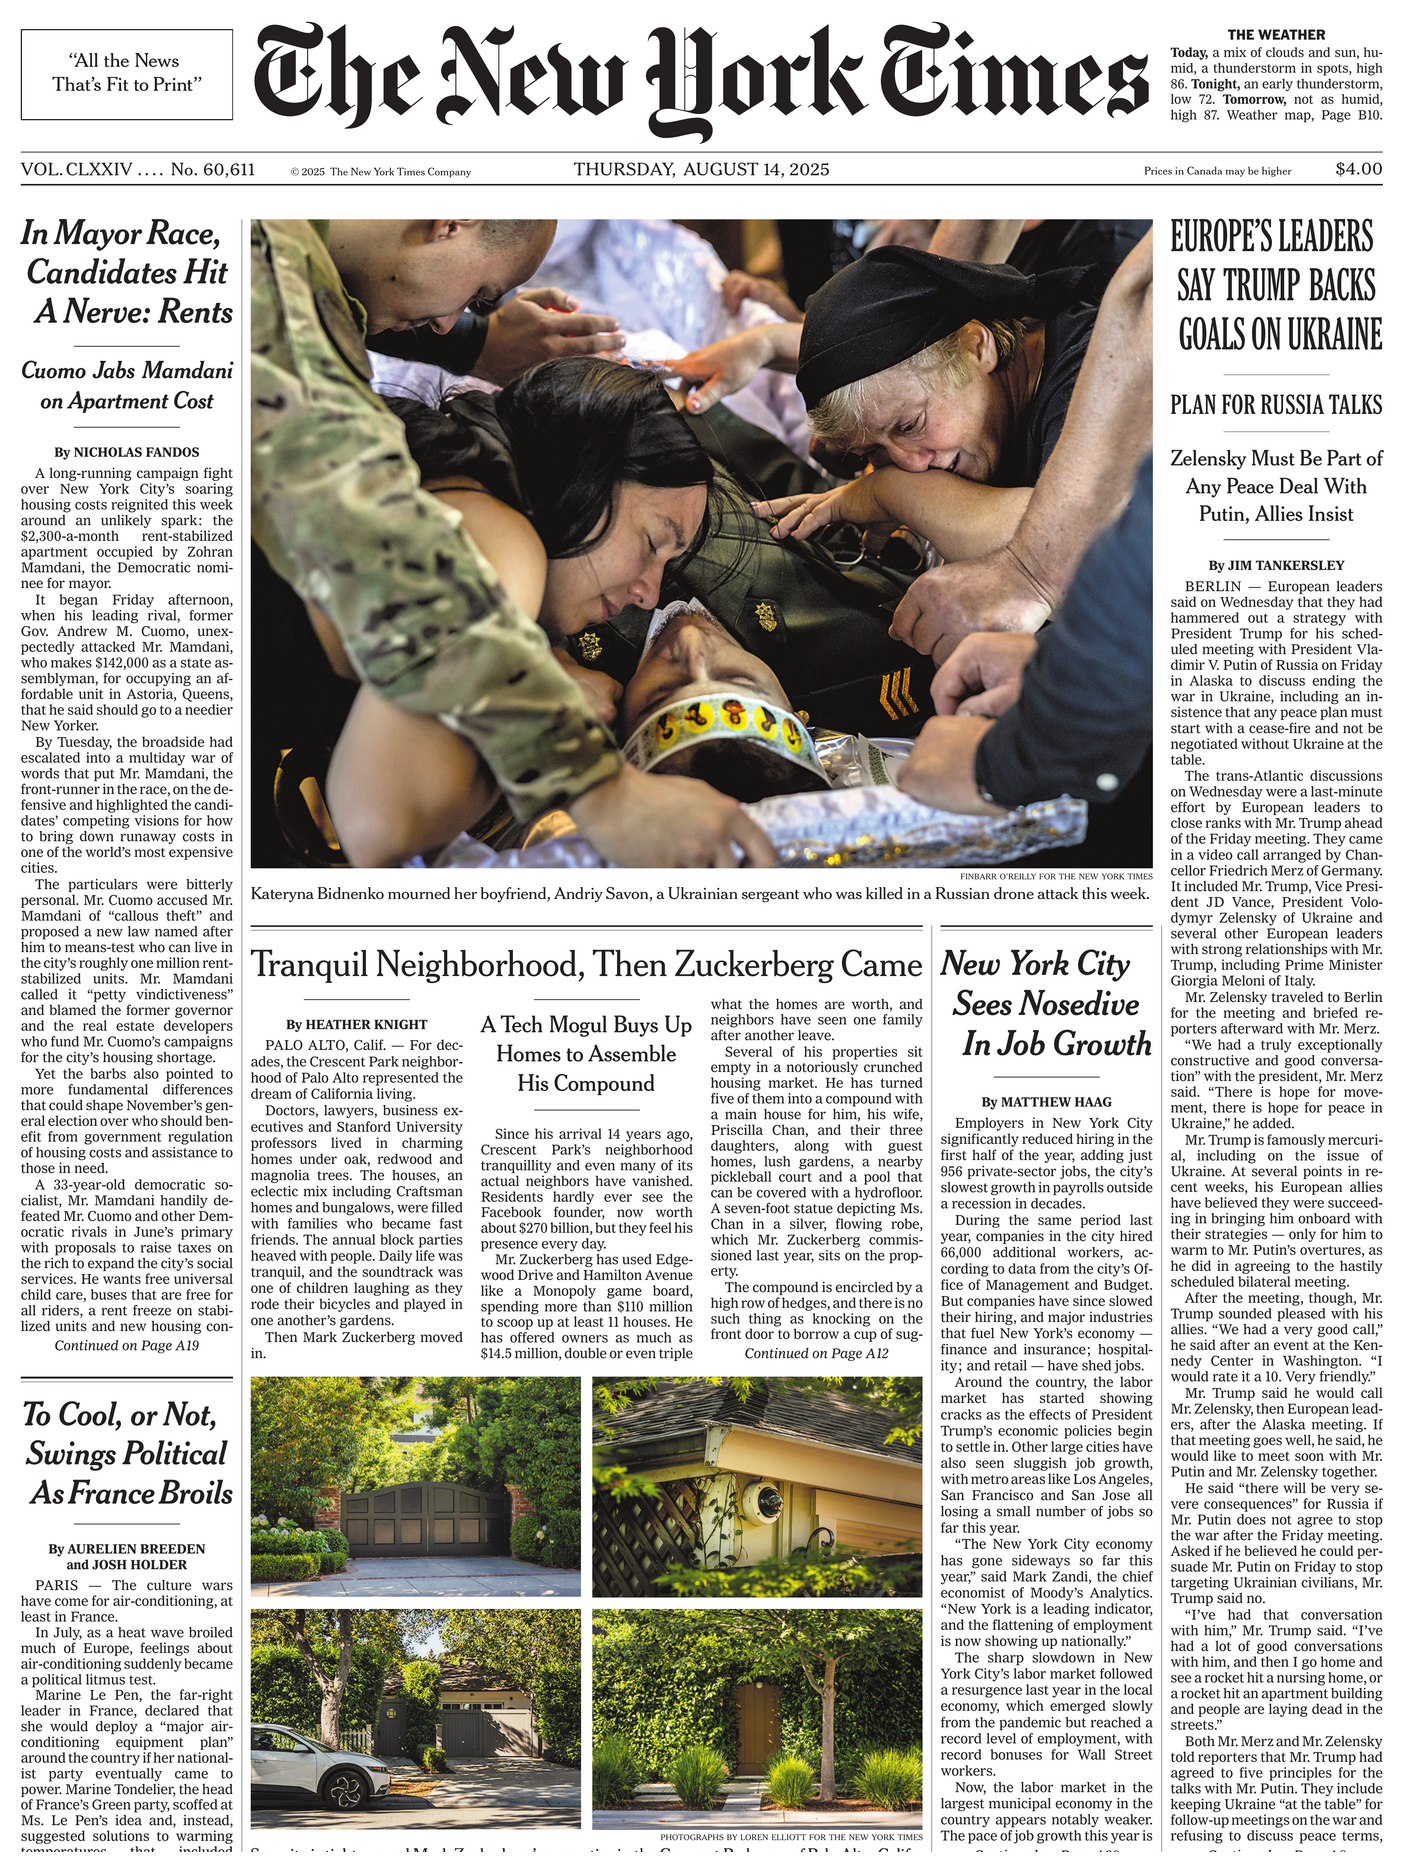 “All the News
That’s Fit to Print”
The New York Times
THE WEATHER
Today, a mix of clouds and sun, hu-
mid, a thunderstorm in spots, high
86. Tonight, an early thunderstorm,
low 72. Tomorrow, not as humid,
high 87. Weather map, Page B10.
VOL. CLXXIV .... No. 60,611
© 2025 The New York Times Company
THURSDAY, AUGUST 14, 2025
Prices in Canada may be higher
$4.00
In Mayor Race,
Candidates Hit
A Nerve: Rents
Cuomo Jabs Mamdani
on Apartment Cost
By NICHOLAS FANDOS
A long-running campaign fight
over New York City’s soaring
housing costs reignited this week
around an unlikely spark: the
$2,300-a-month rent-stabilized
apartment occupied by Zohran
Mamdani, the Democratic nomi-
nee for mayor.
It began Friday afternoon,
when his leading rival, former
Gov. Andrew M. Cuomo, unex-
pectedly attacked Mr. Mamdani,
who makes $142,000 as a state as-
semblyman, for occupying an af-
fordable unit in Astoria, Queens,
that he said should go to a needier
New Yorker.
By Tuesday, the broadside had
escalated into a multiday war of
words that put Mr. Mamdani, the
front-runner in the race, on the de-
fensive and highlighted the candi-
dates’ competing visions for how
to bring down runaway costs in
one of the world’s most expensive
cities.
The particulars were bitterly
personal. Mr. Cuomo accused Mr.
Mamdani of “callous theft” and
proposed a new law named after
him to means-test who can live in
the city’s roughly one million rent-
stabilized units. Mr. Mamdani
called it “petty vindictiveness”
and blamed the former governor
and the real estate developers
who fund Mr. Cuomo’s campaigns
for the city’s housing shortage.
Yet the barbs also pointed to
more fundamental differences
that could shape November’s gen-
eral election over who should ben-
efit from government regulation
of housing costs and assistance to
those in need.
A 33-year-old democratic so-
cialist, Mr. Mamdani handily de-
feated Mr. Cuomo and other Dem-
ocratic rivals in June’s primary
with proposals to raise taxes on
the rich to expand the city’s social
services. He wants free universal
child care, buses that are free for
all riders, a rent freeze on stabi-
lized units and new housing con-
Continued on Page A19
To Cool, or Not,
Swings Political
As France Broils
By AURELIEN BREEDEN
and JOSH HOLDER
PARIS — The culture wars
have come for air-conditioning, at
least in France.
In July, as a heat wave broiled
much of Europe, feelings about
air-conditioning suddenly became
a political litmus test.
Marine Le Pen, the far-right
leader in France, declared that
she would deploy a “major air-
conditioning equipment plan”
around the country if her national-
ist party eventually came to
power. Marine Tondelier, the head
of France’s Green party, scoffed at
Ms. Le Pen’s idea and, instead,
suggested solutions to warming
temperatures that included
FINBARR O’REILLY FOR THE NEW YORK TIMES
Kateryna Bidnenko mourned her boyfriend, Andriy Savon, a Ukrainian sergeant who was killed in a Russian drone attack this week.
Tranquil Neighborhood, Then Zuckerberg Came
By HEATHER KNIGHT
PALO ALTO, Calif. — For dec-
ades, the Crescent Park neighbor-
hood of Palo Alto represented the
dream of California living.
Doctors, lawyers, business ex-
ecutives and Stanford University
professors lived in charming
homes under oak, redwood and
magnolia trees. The houses, an
eclectic mix including Craftsman
homes and bungalows, were filled
with families who became fast
friends. The annual block parties
heaved with people. Daily life was
tranquil, and the soundtrack was
one of children laughing as they
rode their bicycles and played in
one another’s gardens.
Then Mark Zuckerberg moved
in.
A Tech Mogul Buys Up
Homes to Assemble
His Compound
Since his arrival 14 years ago,
Crescent Park’s neighborhood
tranquillity and even many of its
actual neighbors have vanished.
Residents hardly ever see the
Facebook founder, now worth
about $270 billion, but they feel his
presence every day.
Mr. Zuckerberg has used Edge-
wood Drive and Hamilton Avenue
like a Monopoly game board,
spending more than $110 million
to scoop up at least 11 houses. He
has offered owners as much as
$14.5 million, double or even triple
what the homes are worth, and
neighbors have seen one family
after another leave.
Several of his properties sit
empty in a notoriously crunched
housing market. He has turned
five of them into a compound with
a main house for him, his wife,
Priscilla Chan, and their three
daughters, along with guest
homes, lush gardens, a nearby
pickleball court and a pool that
can be covered with a hydrofloor.
A seven-foot statue depicting Ms.
Chan in a silver, flowing robe,
which Mr. Zuckerberg commis-
sioned last year, sits on the prop-
erty.
The compound is encircled by a
high row of hedges, and there is no
such thing as knocking on the
front door to borrow a cup of sug-
Continued on Page A12
PHOTOGRAPHS BY LOREN ELLIOTT FOR THE NEW YORK TIMES
New York City
Sees Nosedive
In Job Growth
By MATTHEW HAAG
Employers in New York City
significantly reduced hiring in the
first half of the year, adding just
956 private-sector jobs, the city’s
slowest growth in payrolls outside
a recession in decades.
During the same period last
year, companies in the city hired
66,000 additional workers, ac-
cording to data from the city’s Of-
fice of Management and Budget.
But companies have since slowed
their hiring, and major industries
that fuel New York’s economy —
finance and insurance; hospital-
ity; and retail — have shed jobs.
Around the country, the labor
market has started showing
cracks as the effects of President
Trump’s economic policies begin
to settle in. Other large cities have
also seen sluggish job growth,
with metro areas like Los Angeles,
San Francisco and San Jose all
losing a small number of jobs so
far this year.
“The New York City economy
has gone sideways so far this
year,” said Mark Zandi, the chief
economist of Moody’s Analytics.
“New York is a leading indicator,
and the flattening of employment
is now showing up nationally.”
The sharp slowdown in New
York City’s labor market followed
a resurgence last year in the local
economy, which emerged slowly
from the pandemic but reached a
record level of employment, with
record bonuses for Wall Street
workers.
Now, the labor market in the
largest municipal economy in the
country appears notably weaker.
The pace of job growth this year is
EUROPE’S LEADERS
SAY TRUMP BACKS
GOALS ON UKRAINE
PLAN FOR RUSSIA TALKS
Zelensky Must Be Part of
Any Peace Deal With
Putin, Allies Insist
By JIM TANKERSLEY
BERLIN — European leaders
said on Wednesday that they had
hammered out a strategy with
President Trump for his sched-
uled meeting with President Vla-
dimir V. Putin of Russia on Friday
in Alaska to discuss ending the
war in Ukraine, including an in-
sistence that any peace plan must
start with a cease-fire and not be
negotiated without Ukraine at the
table.
The trans-Atlantic discussions
on Wednesday were a last-minute
effort by European leaders to
close ranks with Mr. Trump ahead
of the Friday meeting. They came
in a video call arranged by Chan-
cellor Friedrich Merz of Germany.
It included Mr. Trump, Vice Presi-
dent JD Vance, President Volo-
dymyr Zelensky of Ukraine and
several other European leaders
with strong relationships with Mr.
Trump, including Prime Minister
Giorgia Meloni of Italy.
Mr. Zelensky traveled to Berlin
for the meeting and briefed re-
porters afterward with Mr. Merz.
“We had a truly exceptionally
constructive and good conversa-
tion” with the president, Mr. Merz
said. “There is hope for move-
ment, there is hope for peace in
Ukraine,” he added.
Mr. Trump is famously mercuri-
al, including on the issue of
Ukraine. At several points in re-
cent weeks, his European allies
have believed they were succeed-
ing in bringing him onboard with
their strategies — only for him to
warm to Mr. Putin’s overtures, as
he did in agreeing to the hastily
scheduled bilateral meeting.
After the meeting, though, Mr.
Trump sounded pleased with his
allies. “We had a very good call,”
he said after an event at the Ken-
nedy Center in Washington. “I
would rate it a 10. Very friendly.”
Mr. Trump said he would call
Mr. Zelensky, then European lead-
ers, after the Alaska meeting. If
that meeting goes well, he said, he
would like to meet soon with Mr.
Putin and Mr. Zelensky together.
He said “there will be very se-
vere consequences” for Russia if
Mr. Putin does not agree to stop
the war after the Friday meeting.
Asked if he believed he could per-
suade Mr. Putin on Friday to stop
targeting Ukrainian civilians, Mr.
Trump said no.
“I’ve had that conversation
with him,” Mr. Trump said. “I’ve
had a lot of good conversations
with him, and then I go home and
see a rocket hit a nursing home, or
a rocket hit an apartment building
and people are laying dead in the
streets.”
Both Mr. Merz and Mr. Zelensky
told reporters that Mr. Trump had
agreed to five principles for the
talks with Mr. Putin. They include
keeping Ukraine “at the table” for
follow-up meetings on the war and
refusing to discuss peace terms,